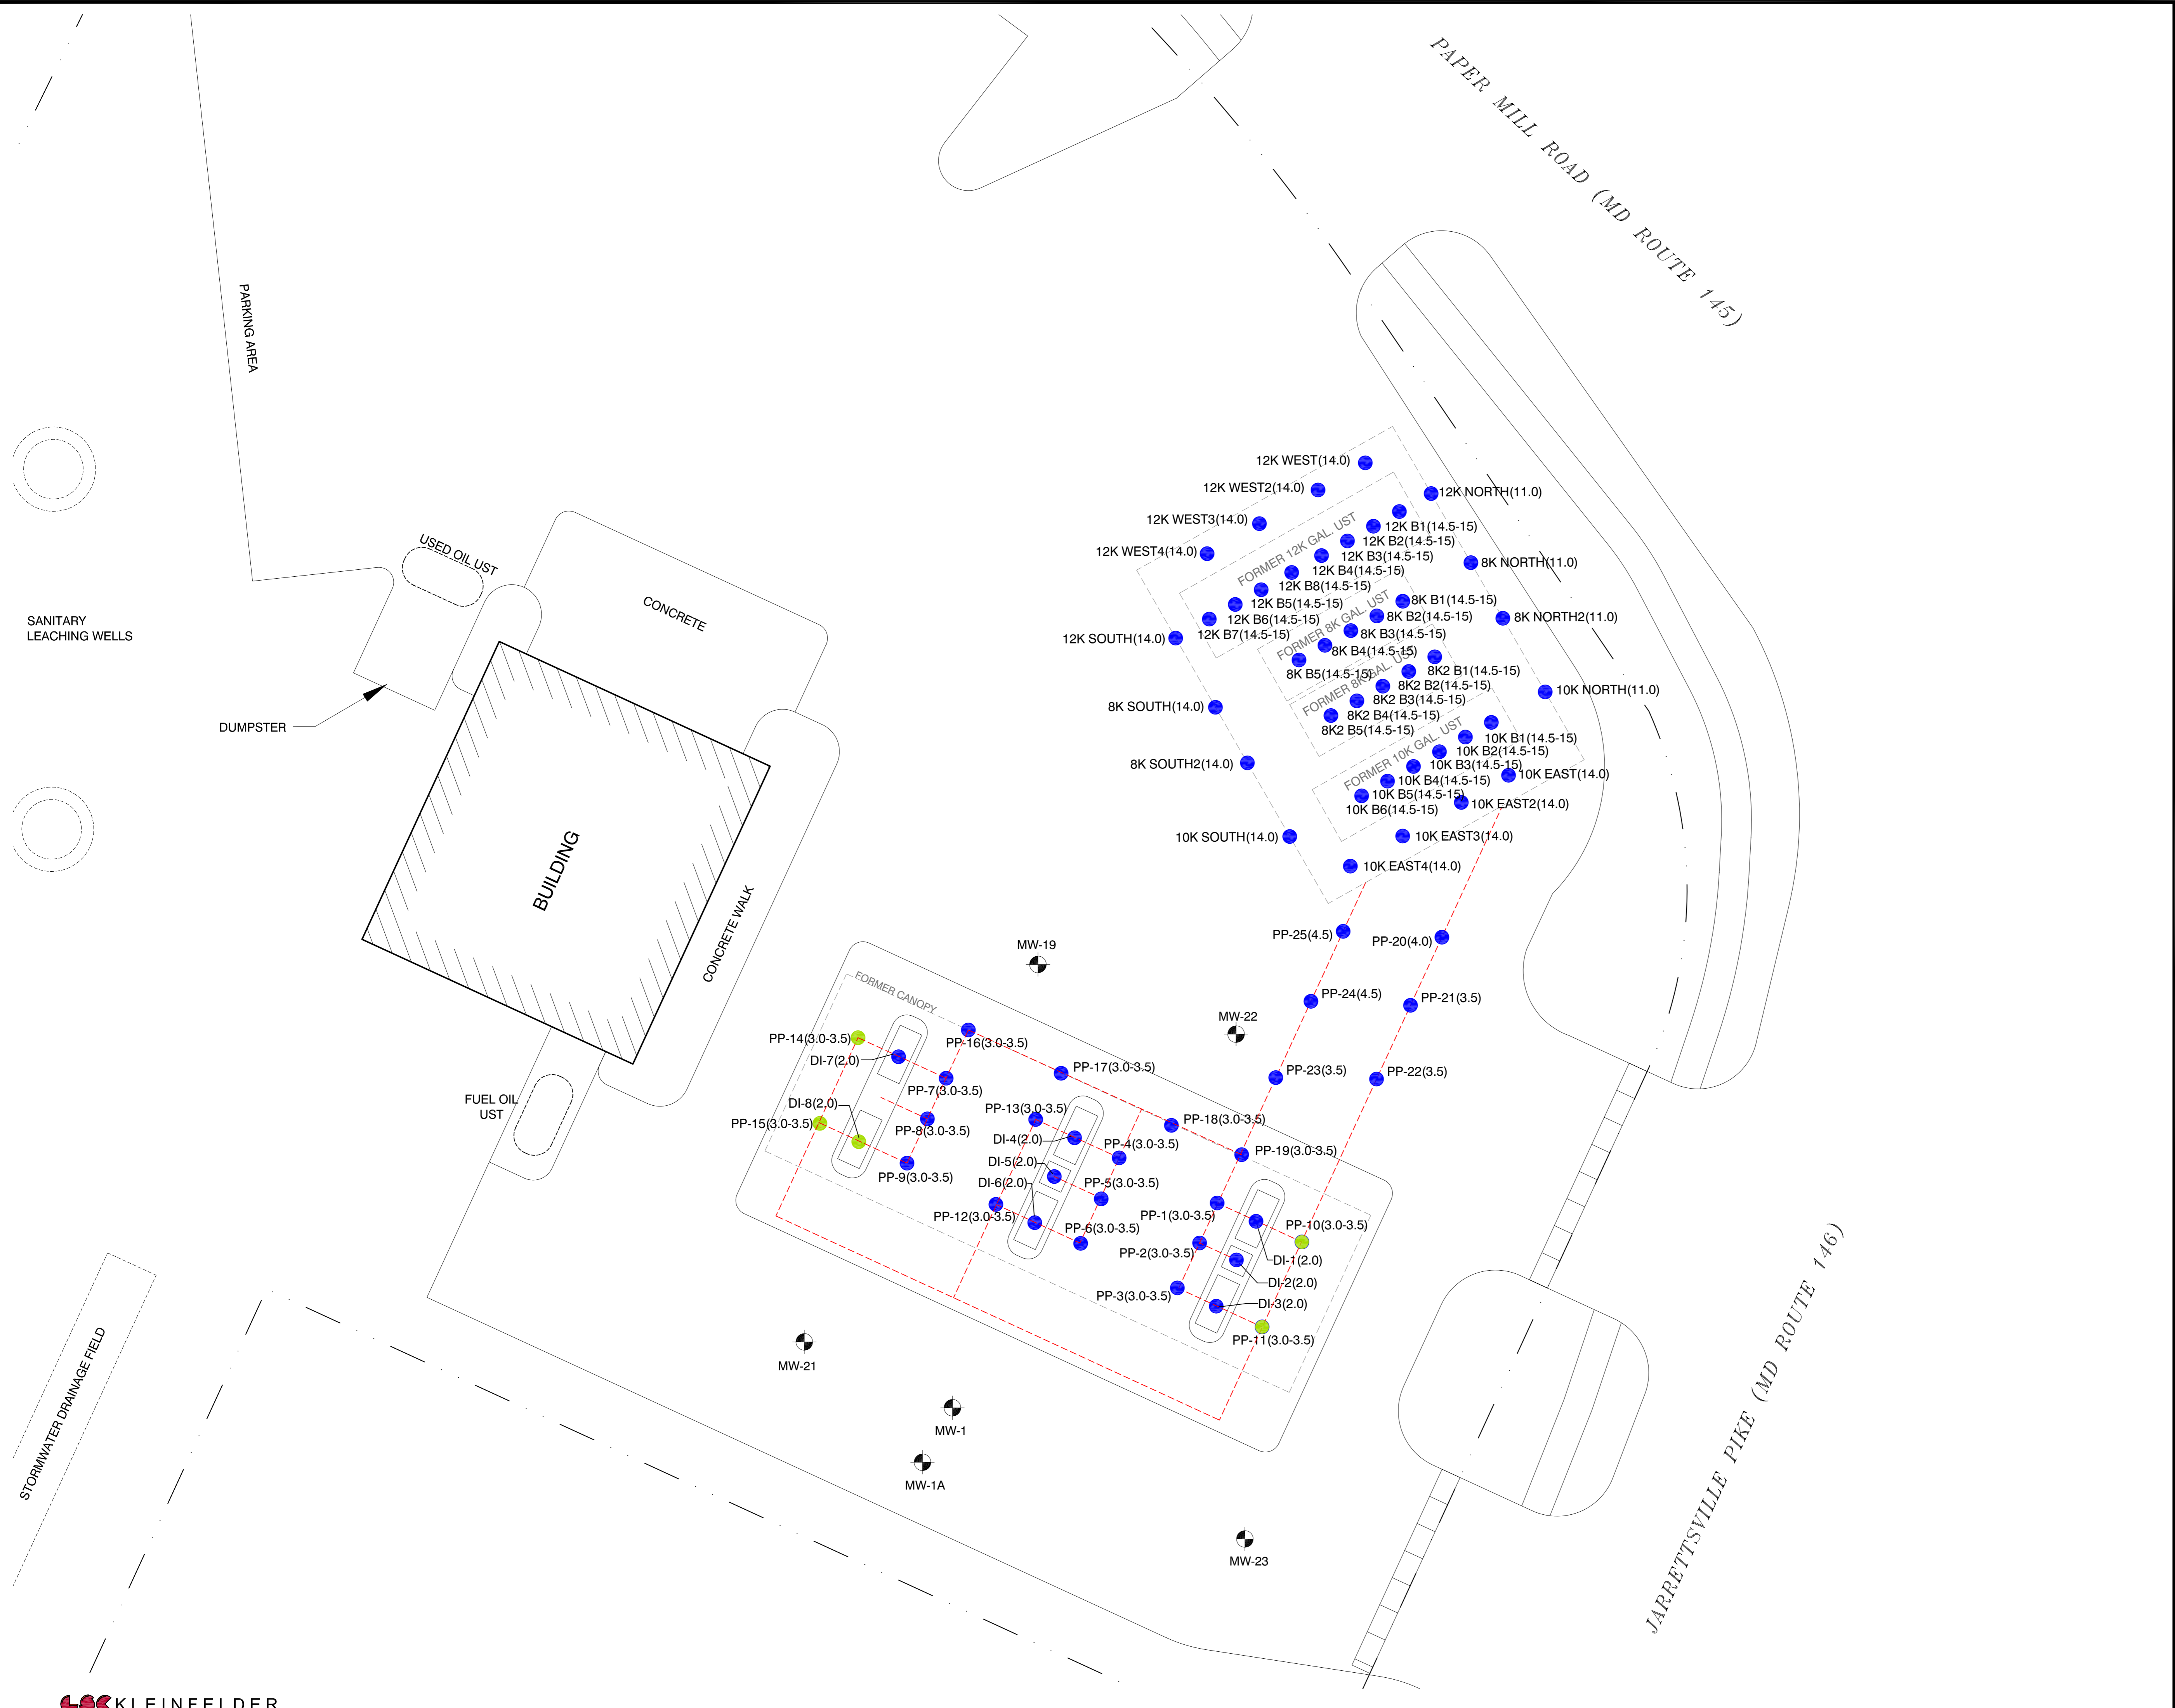 PAPER MILL ROAD (MD ROUTE 145)
PARKING AREA
12K WEST(14.0)
12K WEST2(14.0)
12K NORTH(11.0)
12K WEST3(14.0)
FORMER 12K GAL. UST
12K B1(14.5-15)
12K B2(14.5-15)
12K WEST4(14.0)
12K B3(14.5-15)
8K NORTH(11.0)
12K B4(14.5-15)
12K B8(14.5-15)
12K B5(14.5-15)
8K B1(14.5-15)
12K B6(14.5-15)
8K B2(14.5-15)
8K NORTH2(11.0)
12K B7(14.5-15)
12K SOUTH(14.0)
FORMER 8K GAL. UST
8K B3(14.5-15)
8K B4(14.5-15)
8K B5(14.5-15)
FORMER 8K GAL. UST
8K2 B1(14.5-15)
8K2 B2(14.5-15)
10K NORTH(11.0)
8K2 B3(14.5-15)
8K SOUTH(14.0)
8K2 B4(14.5-15)
8K2 B5(14.5-15)
FORMER 10K GAL. UST
10K B1(14.5-15)
10K B2(14.5-15)
8K SOUTH2(14.0)
10K B3(14.5-15)
10K EAST(14.0)
10K B4(14.5-15)
10K B5(14.5-15)
10K EAST2(14.0)
10K B6(14.5-15)
10K SOUTH(14.0)
10K EAST3(14.0)
10K EAST4(14.0)
USED OIL UST
CONCRETE
SANITARY
LEACHING WELLS
DUMPSTER
BUILDING
CONCRETE WALK
PP-25(4.5)
PP-20(4.0)
MW-19
FORMER CANOPY
PP-24(4.5)
PP-21(3.5)
MW-22
PP-14(3.0-3.5)
PP-16(3.0-3.5)
DI-7(2.0)
PP-17(3.0-3.5)
PP-23(3.5)
PP-22(3.5)
PP-7(3.0-3.5)
FUEL OIL
UST
DI-8(2.0)
PP-13(3.0-3.5)
PP-15(3.0-3.5)
PP-8(3.0-3.5)
PP-18(3.0-3.5)
DI-4(2.0)
PP-4(3.0-3.5)
PP-19(3.0-3.5)
DI-5(2.0)
PP-9(3.0-3.5)
DI-6(2.0)
PP-5(3.0-3.5)
PP-12(3.0-3.5)
PP-1(3.0-3.5)
PP-6(3.0-3.5)
PP-10(3.0-3.5)
PP-2(3.0-3.5)
DI-1(2.0)
DI-2(2.0)
PP-3(3.0-3.5)
DI-3(2.0)
PP-11(3.0-3.5)
MW-21
MW-1
MW-1A
MW-23
STORMWATER DRAINAGE FIELD
JARRETTSVILLE PIKE (MD ROUTE 146)
KLEINFELDER